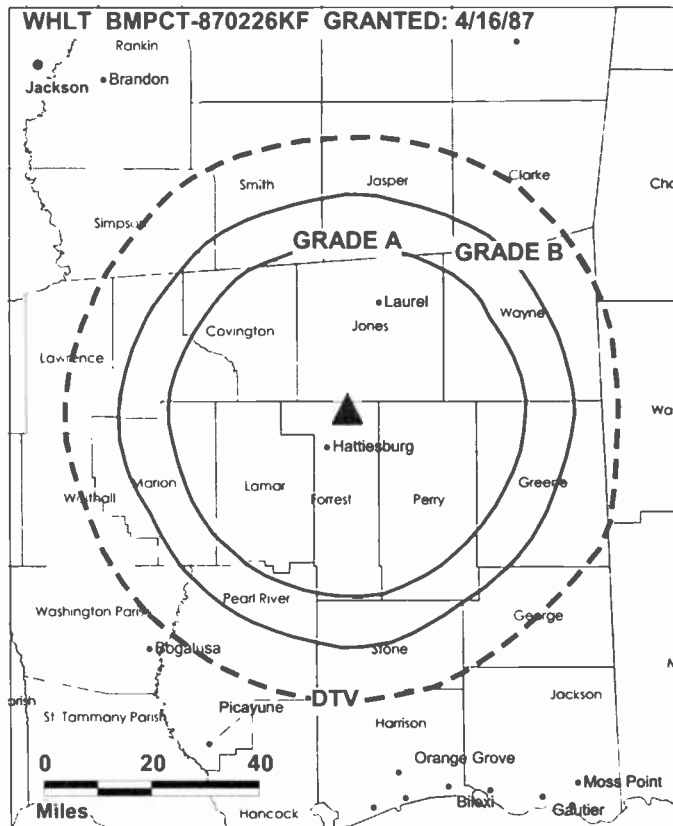 WHLT BMPCT-870226KF GRANTED: 4/16/87
Rankin
Jackson
Brandon
Smith
Jasper
Clarke
Simpson
GRADE A
GRADE B
Laurel
Wayne
Covington
Jones
Lawrence
Hattiesburg
Marion
Lamar
Forrest
Perry
Greene
Walthall
Pearl River
Washington Parish
George
Bogalusa
Stone
DTV
Jackson
Picayune
St. Tammany Parish
Harrison
Orange Grove
0 20 40
Moss Point
Biloxi
Gautier
Miles
Hancock